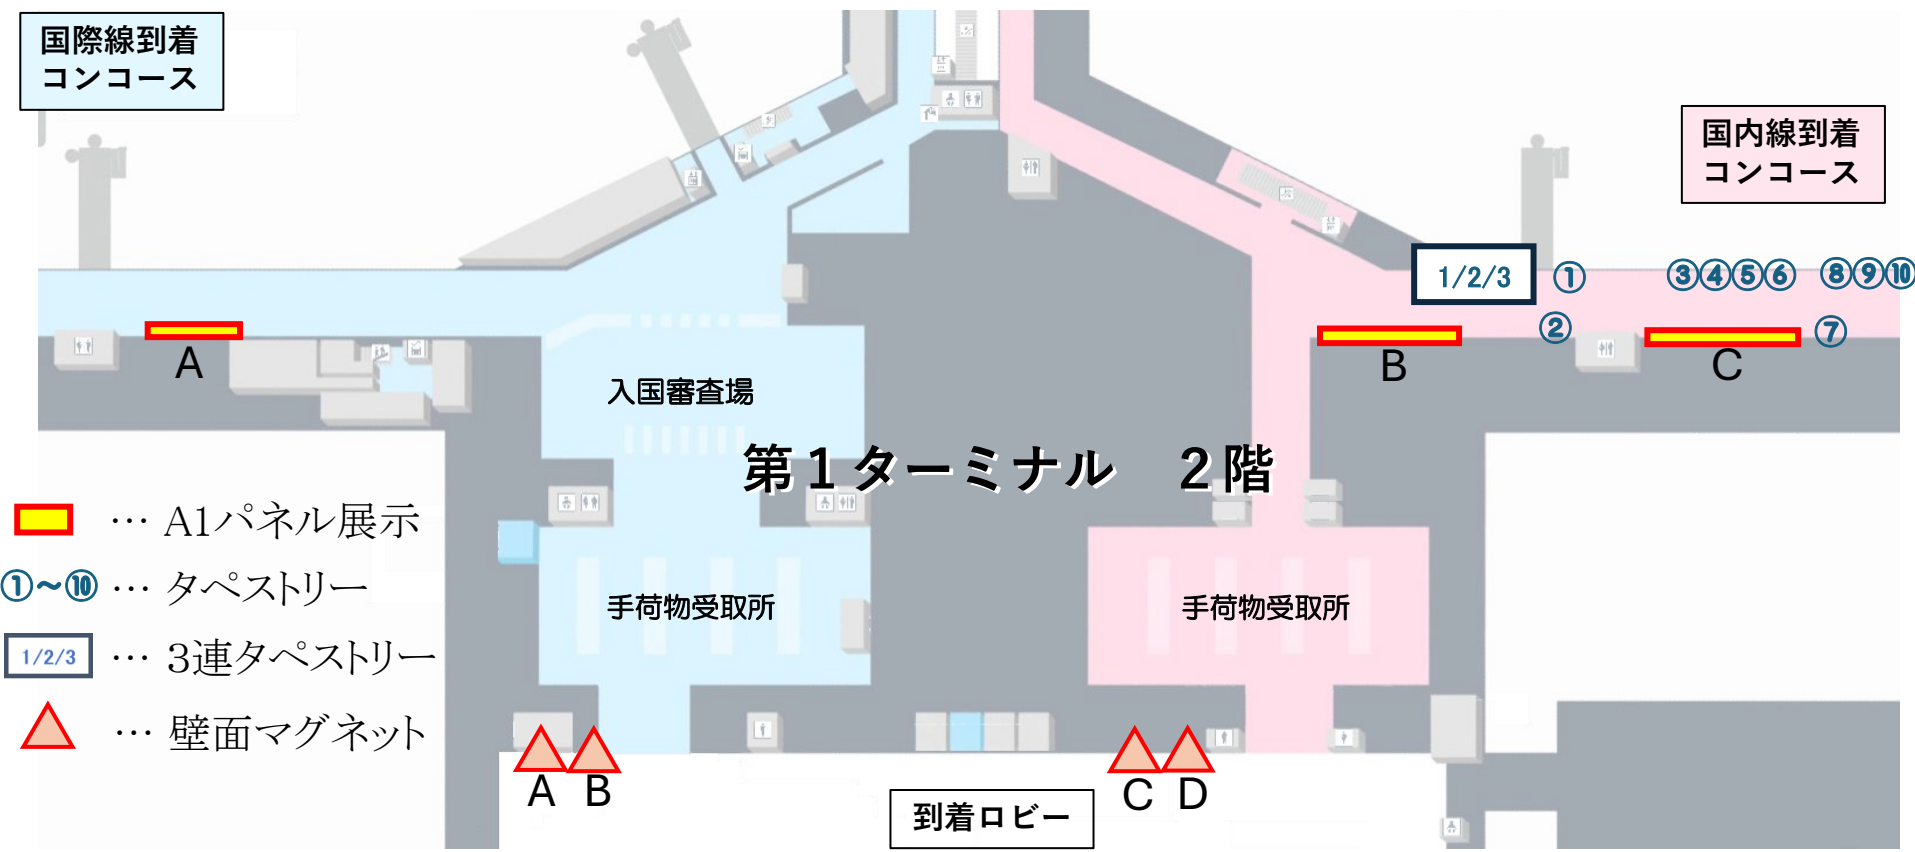 国際線到着
コンコース
国内線到着
コンコース
1/2/3
①
③④⑤⑥
⑧⑨⑩
②
⑦
A
B
C
入国審査場
第１ターミナル　２階
… A1パネル展示
①～⑩ … タペストリー
手荷物受取所
手荷物受取所
1/2/3 … 3連タペストリー
… 壁面マグネット
A
B
C
D
到着ロビー